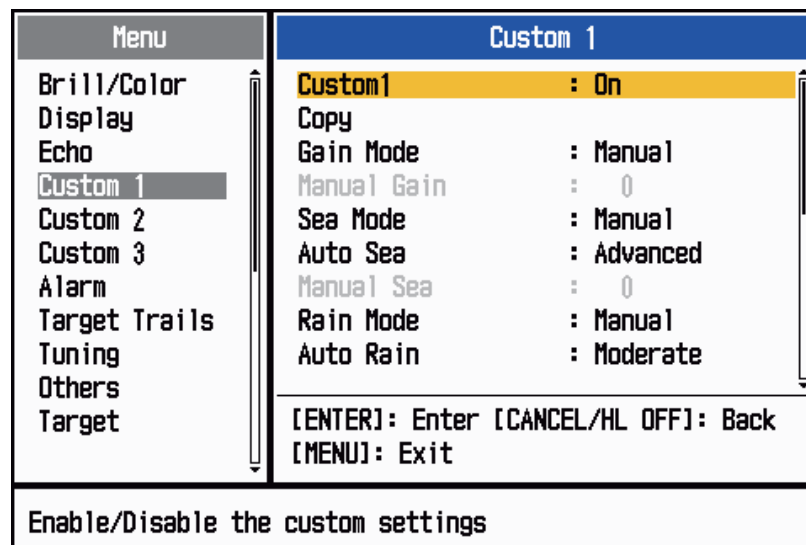 Menu
Brill/Color
Display
Echo
Custom 1
Custom 2
Custom 3
Alarm
Target Trails
Tuning
Others
Target
Custom 1
Custom1 : On
Copy
Gain Mode : Manual
Manual Gain : 0
Sea Mode : Manual
Auto Sea : Advanced
Manual Sea : 0
Rain Mode : Manual
Auto Rain : Moderate
[ENTER]: Enter [CANCEL/HL OFF]: Back
[MENU]: Exit
Enable/Disable the custom settings